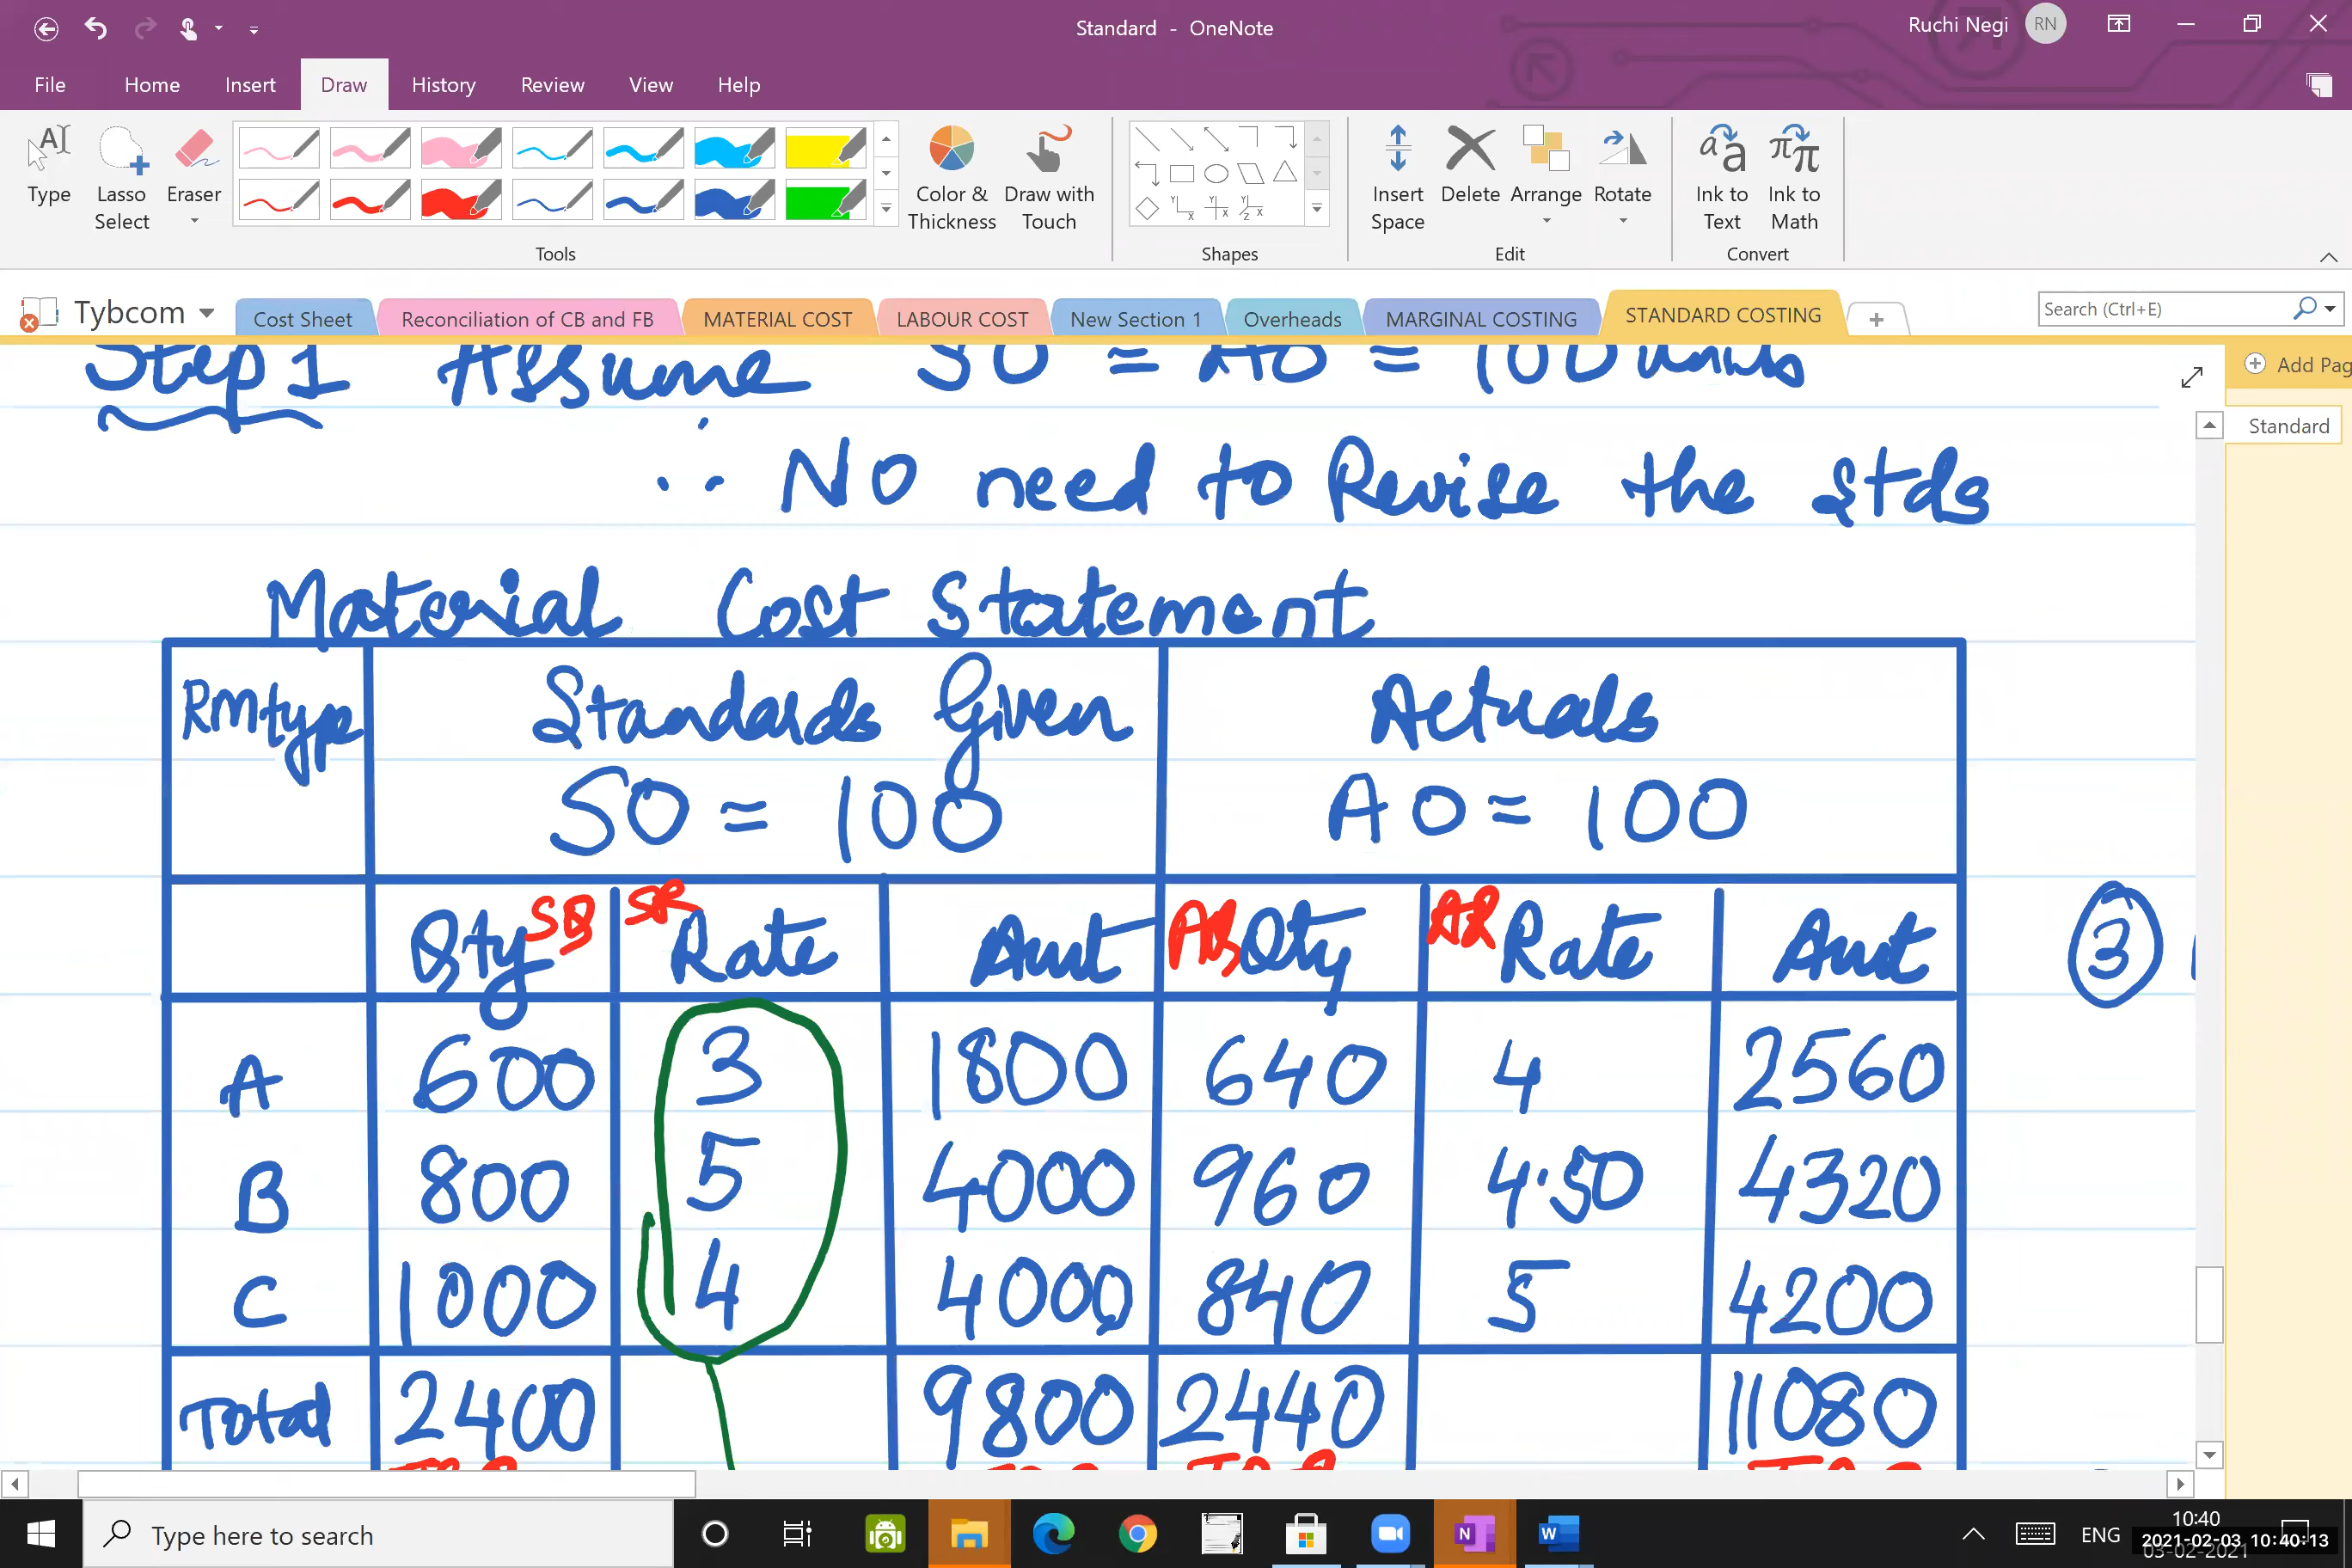 Standard - OneNote
Ruchi Negi RN
File Home Insert Draw History Review View Help
Type Lasso Select Eraser Color & Thickness Draw with Touch Insert Space Delete Arrange Rotate Ink to Text Ink to Math
Tools Shapes Edit Convert
Tybcom Cost Sheet Reconciliation of CB and FB MATERIAL COST LABOUR COST New Section 1 Overheads MARGINAL COSTING STANDARD COSTING + Search (Ctrl+E)
Add Pag
Standard
Step 1 Assume SO = AO = 100 units
∴ No need to Revise the stds
Material Cost Statement
RM type Standards Given Actuals
SO = 100 AO = 100
Qty SQ SR Rate Amt AQ Qty AR Rate Amt
3
A 600 3 1800 640 4 2560
B 800 5 4000 960 4.50 4320
C 1000 4 4000 840 5 4200
Total 2400 9800 2440 11080
Type here to search
ENG
10:40
03-02-2021
2021-02-03 10:40:13